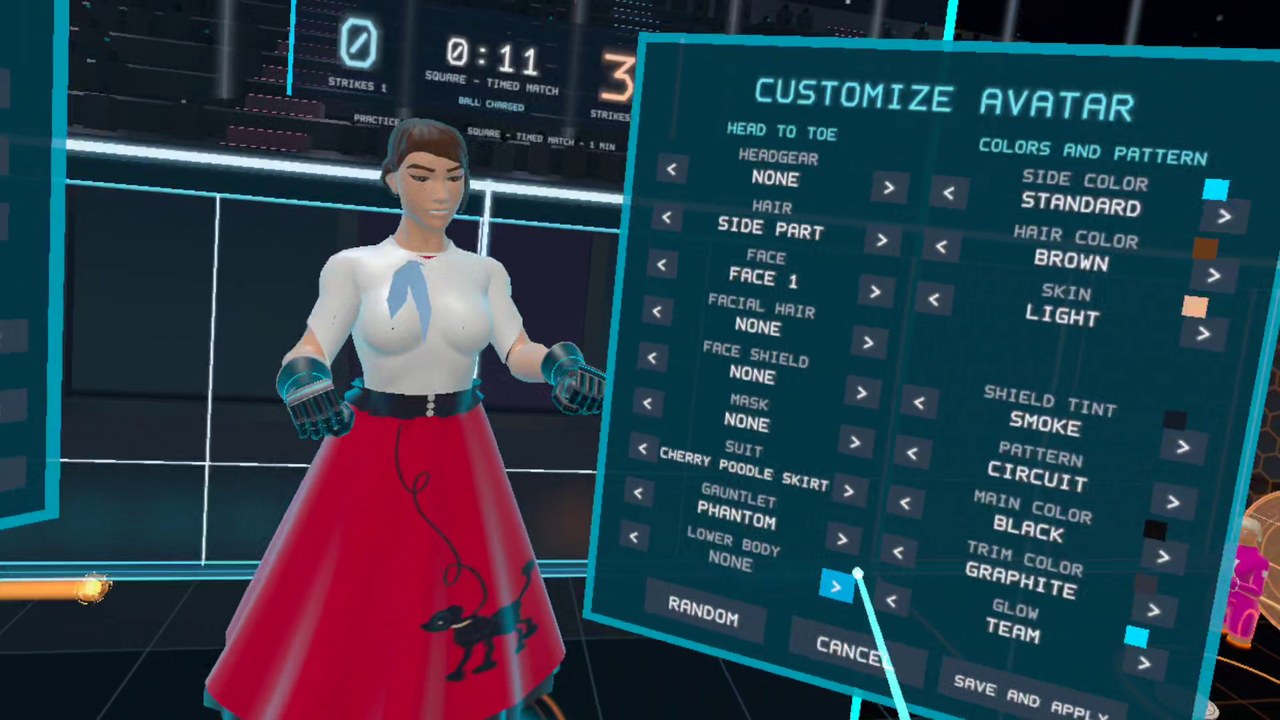 0
STRIKES 1
0:11
SQUARE - TIMED MATCH
BALL CHARGED
3
STRIKES
PRACTICE
SQUARE - TIMED MATCH - 1 MIN
CUSTOMIZE AVATAR
HEAD TO TOE
HEADGEAR
NONE
HAIR
SIDE PART
FACE
FACE 1
FACIAL HAIR
NONE
FACE SHIELD
NONE
MASK
NONE
SUIT
CHERRY POODLE SKIRT
GAUNTLET
PHANTOM
LOWER BODY
NONE
COLORS AND PATTERN
SIDE COLOR
STANDARD
HAIR COLOR
BROWN
SKIN
LIGHT
SHIELD TINT
SMOKE
PATTERN
CIRCUIT
MAIN COLOR
BLACK
TRIM COLOR
GRAPHITE
GLOW
TEAM
RANDOM
CANCEL
SAVE AND APPLY